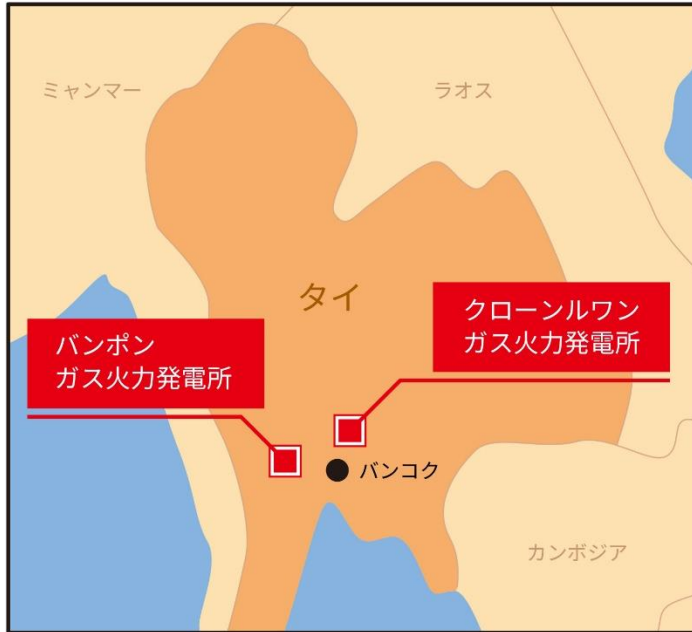 ミャンマー
ラオス
タイ
クローンルワン
ガス火力発電所
バンポン
ガス火力発電所
バンコク
カンボジア